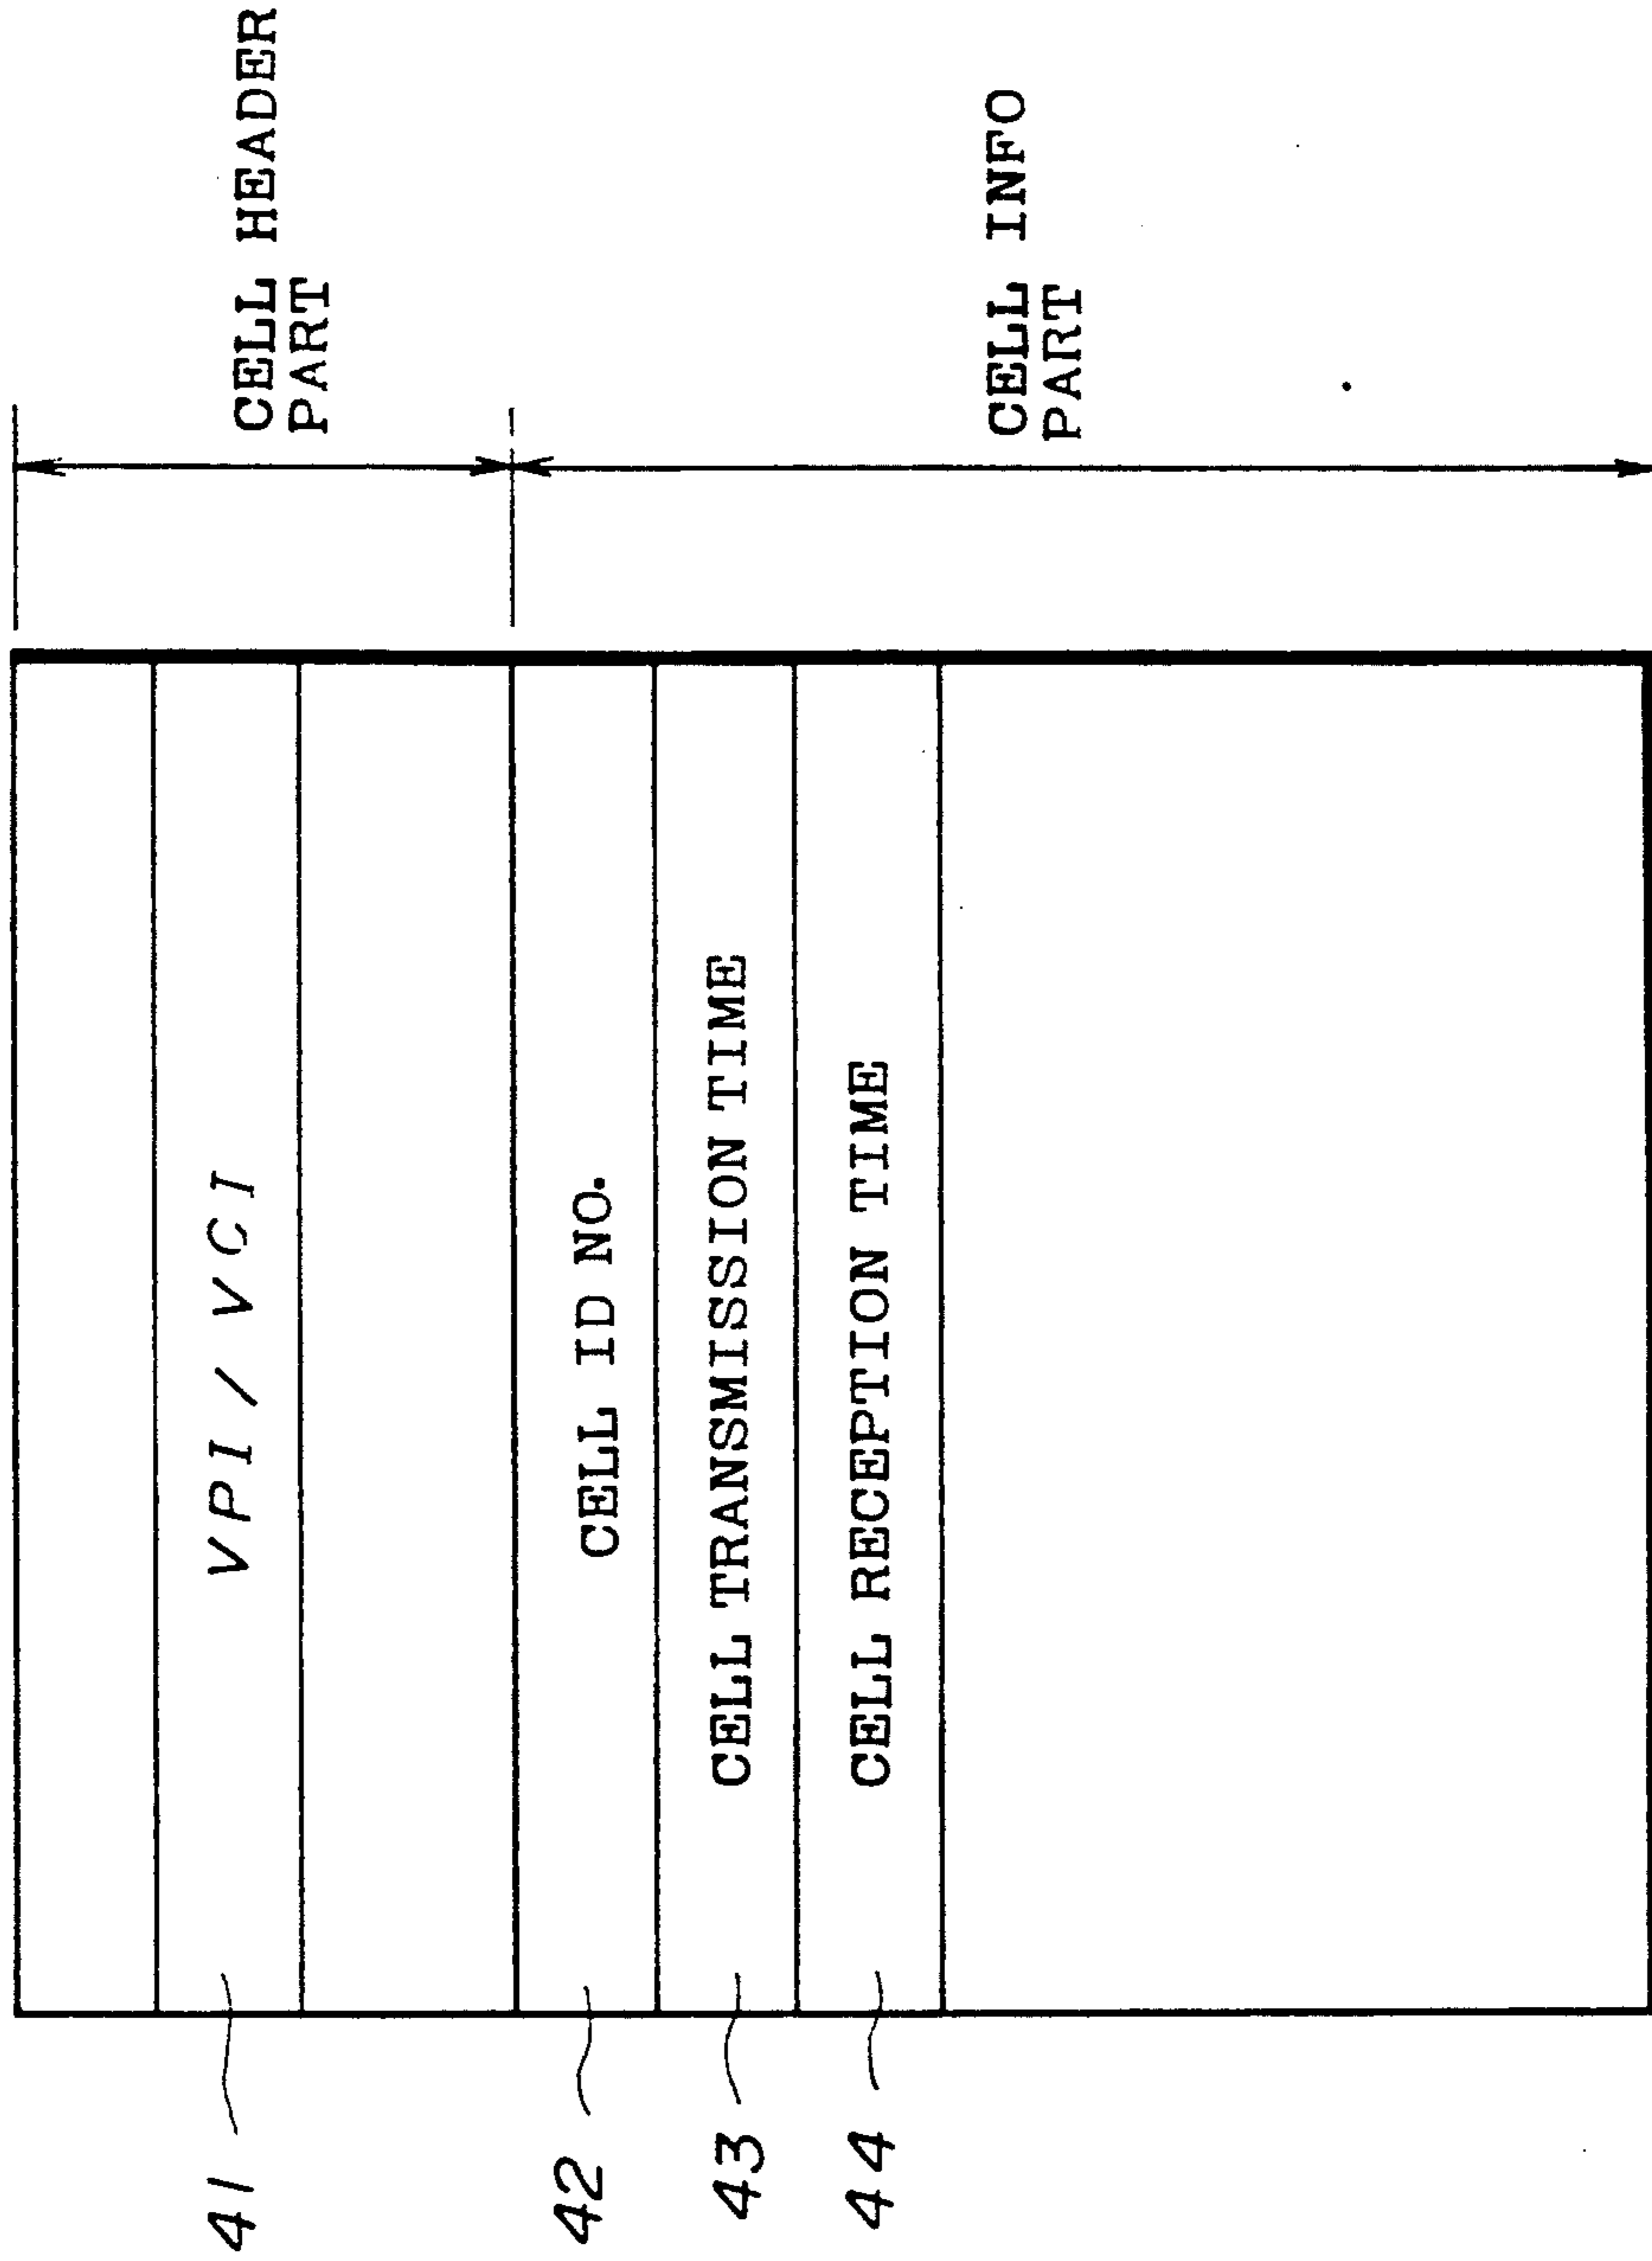 41
VPI / VCI
CELL HEADER
PART
42
CELL ID NO.
43
CELL TRANSMISSION TIME
44
CELL RECEPTION TIME
CELL INFO
PART